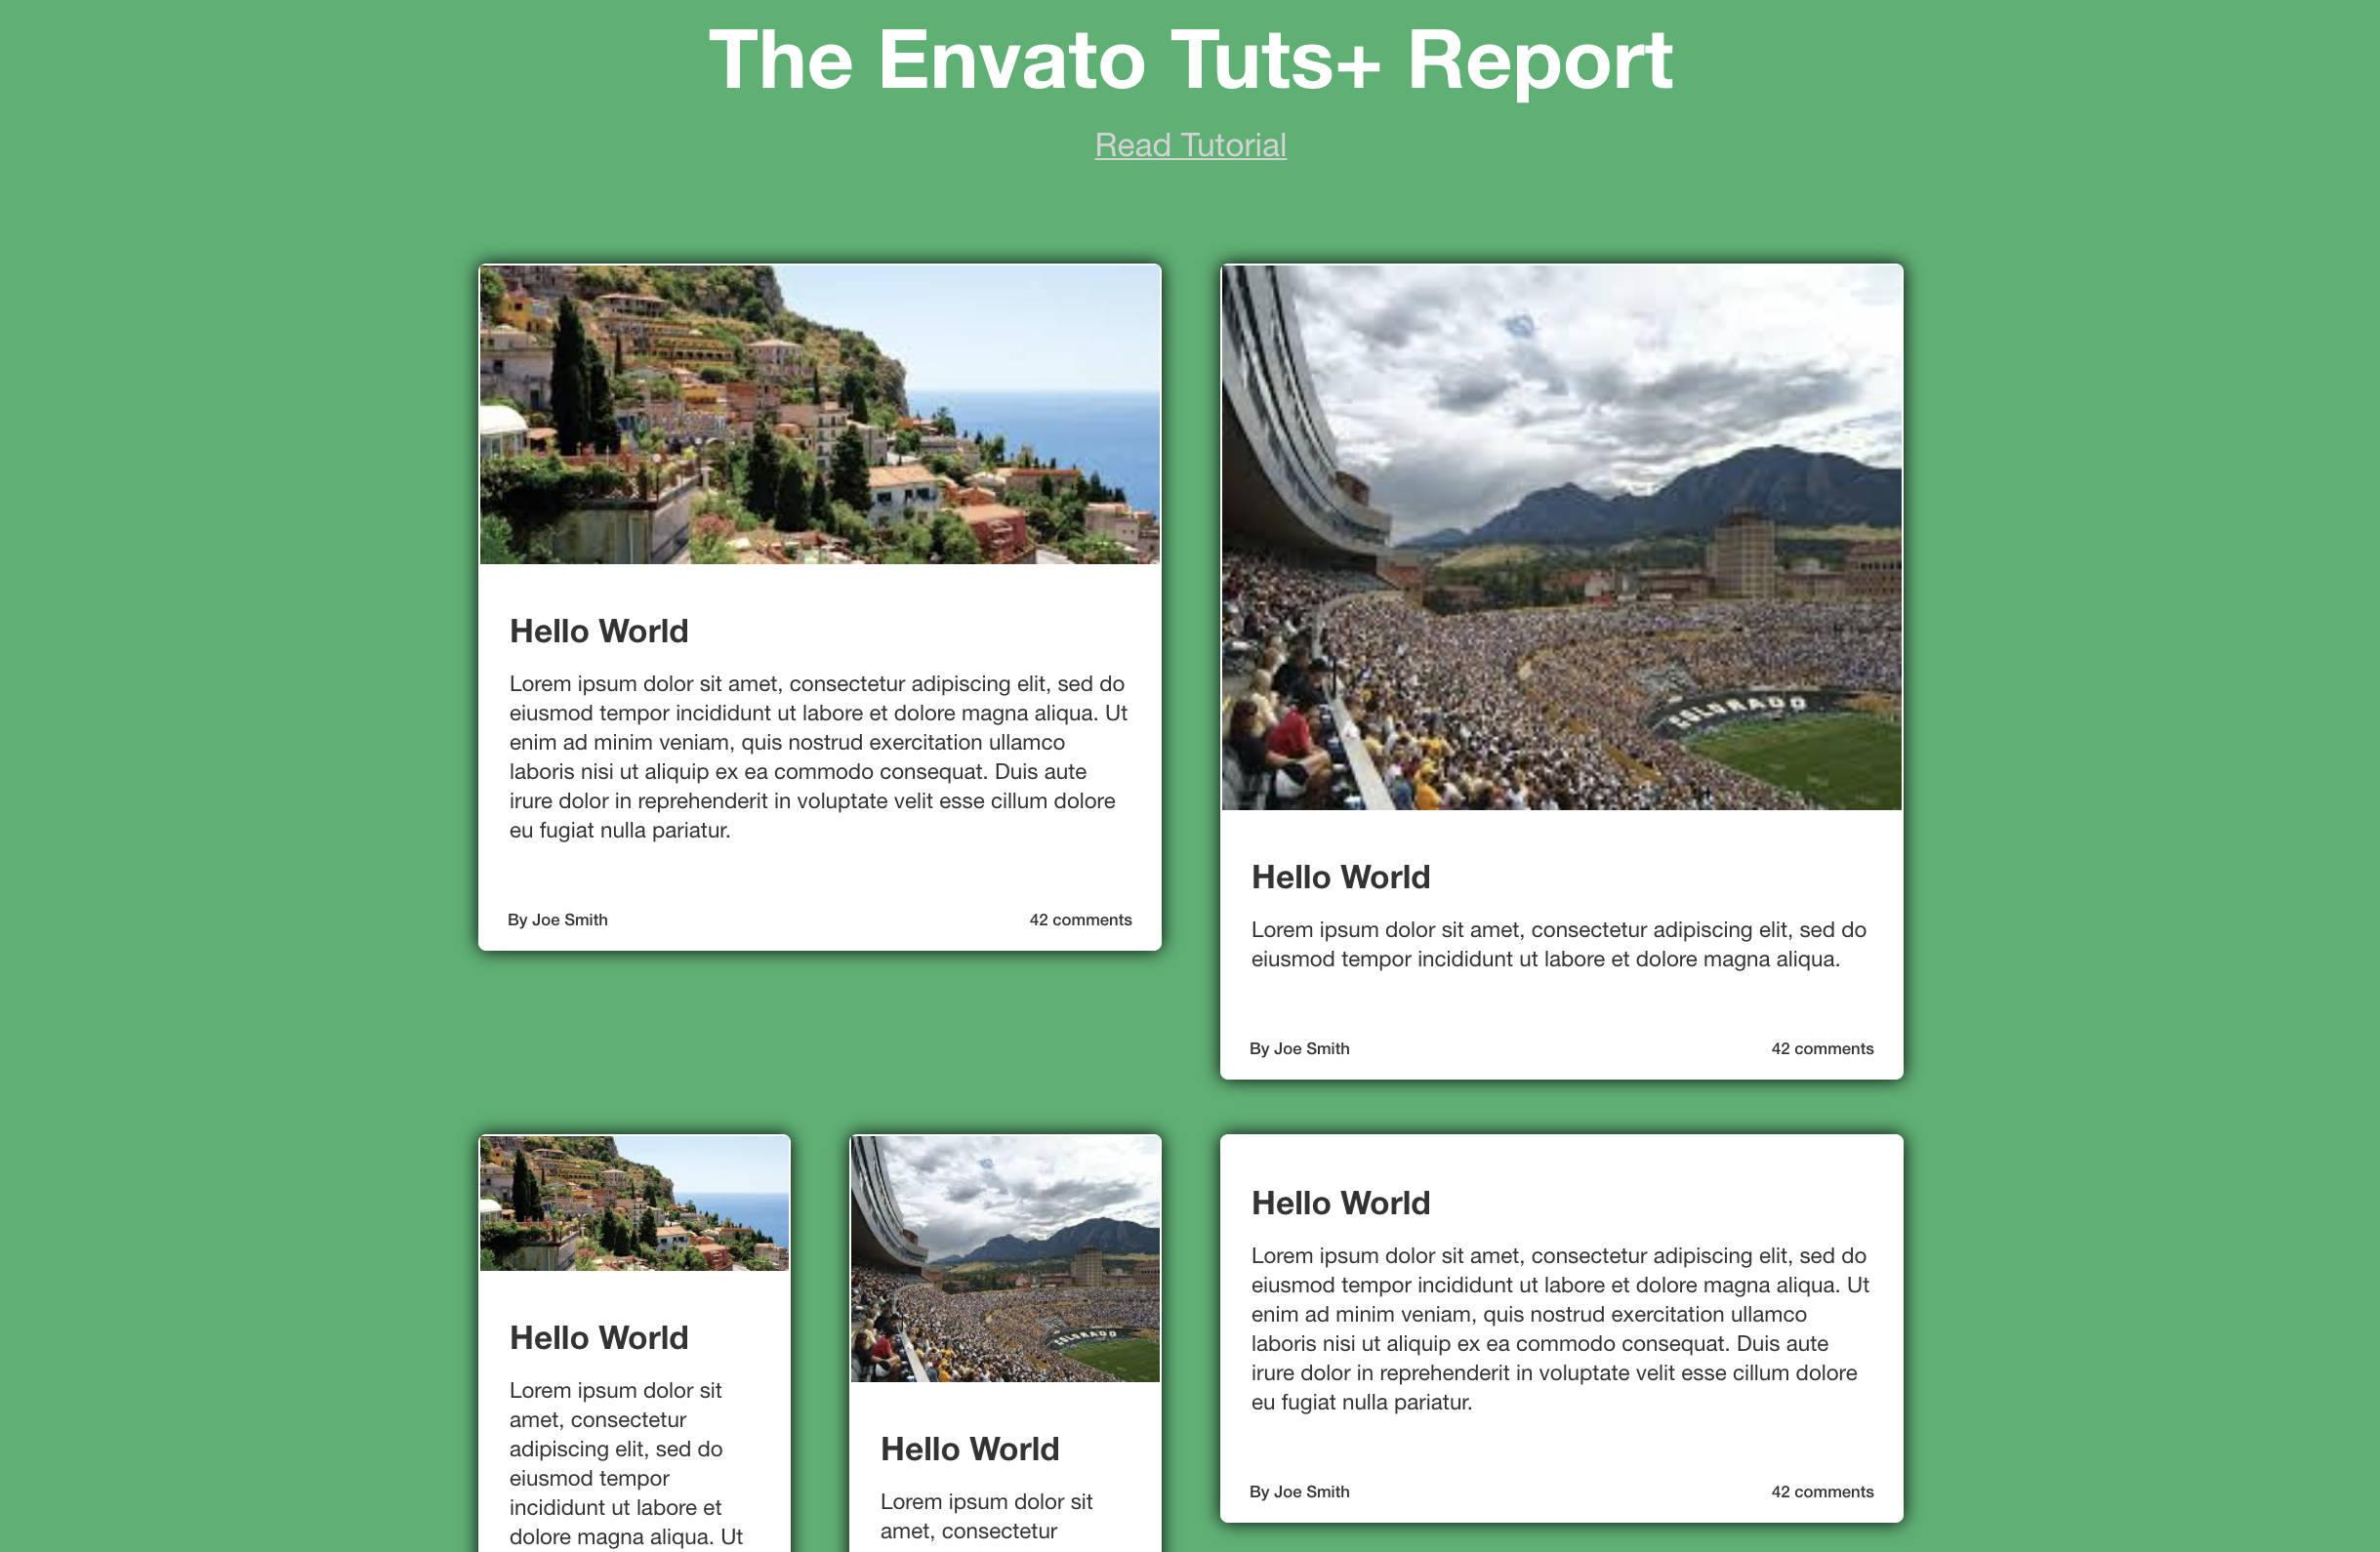 The Envato Tuts+ Report
Read Tutorial
Hello World
Lorem ipsum dolor sit amet, consectetur adipiscing elit, sed do
eiusmod tempor incididunt ut labore et dolore magna aliqua. Ut
enim ad minim veniam, quis nostrud exercitation ullamco
laboris nisi ut aliquip ex ea commodo consequat. Duis aute
irure dolor in reprehenderit in voluptate velit esse cillum dolore
eu fugiat nulla pariatur.
By Joe Smith
42 comments
COLORADO
Hello World
Lorem ipsum dolor sit amet, consectetur adipiscing elit, sed do
eiusmod tempor incididunt ut labore et dolore magna aliqua.
By Joe Smith
42 comments
Hello World
Lorem ipsum dolor sit
amet, consectetur
adipiscing elit, sed do
eiusmod tempor
incididunt ut labore et
dolore magna aliqua. Ut
COLORADO
Hello World
Lorem ipsum dolor sit
amet, consectetur
Hello World
Lorem ipsum dolor sit amet, consectetur adipiscing elit, sed do
eiusmod tempor incididunt ut labore et dolore magna aliqua. Ut
enim ad minim veniam, quis nostrud exercitation ullamco
laboris nisi ut aliquip ex ea commodo consequat. Duis aute
irure dolor in reprehenderit in voluptate velit esse cillum dolore
eu fugiat nulla pariatur.
By Joe Smith
42 comments